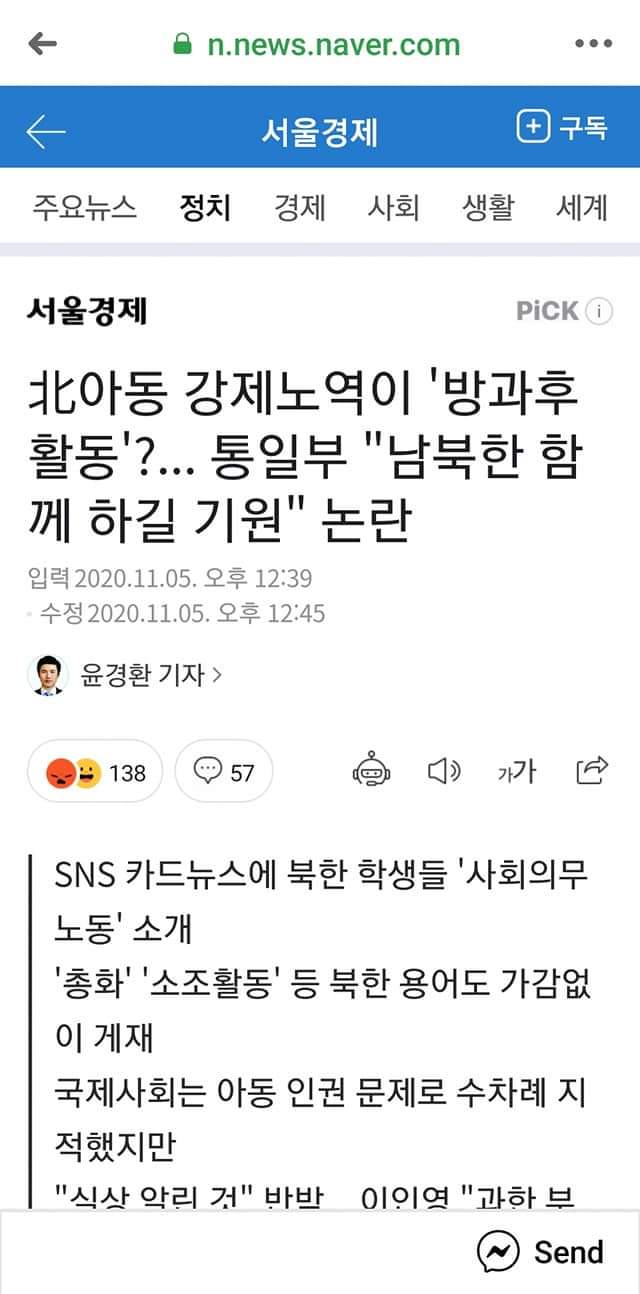 n.news.naver.com
서울경제
구독
주요뉴스 정치 경제 사회 생활 세계
서울경제
PiCK
北아동 강제노역이 '방과후
활동'?... 통일부 "남북한 함
께 하길 기원" 논란
입력 2020.11.05. 오후 12:39
수정 2020.11.05. 오후 12:45
윤경환 기자
138
57
가가
SNS 카드뉴스에 북한 학생들 '사회의무
노동' 소개
'총화' '소조활동' 등 북한 용어도 가감없
이 게재
국제사회는 아동 인권 문제로 수차례 지
적했지만
"실상 알린 것" 반발... 이인영 "과한 부
Send